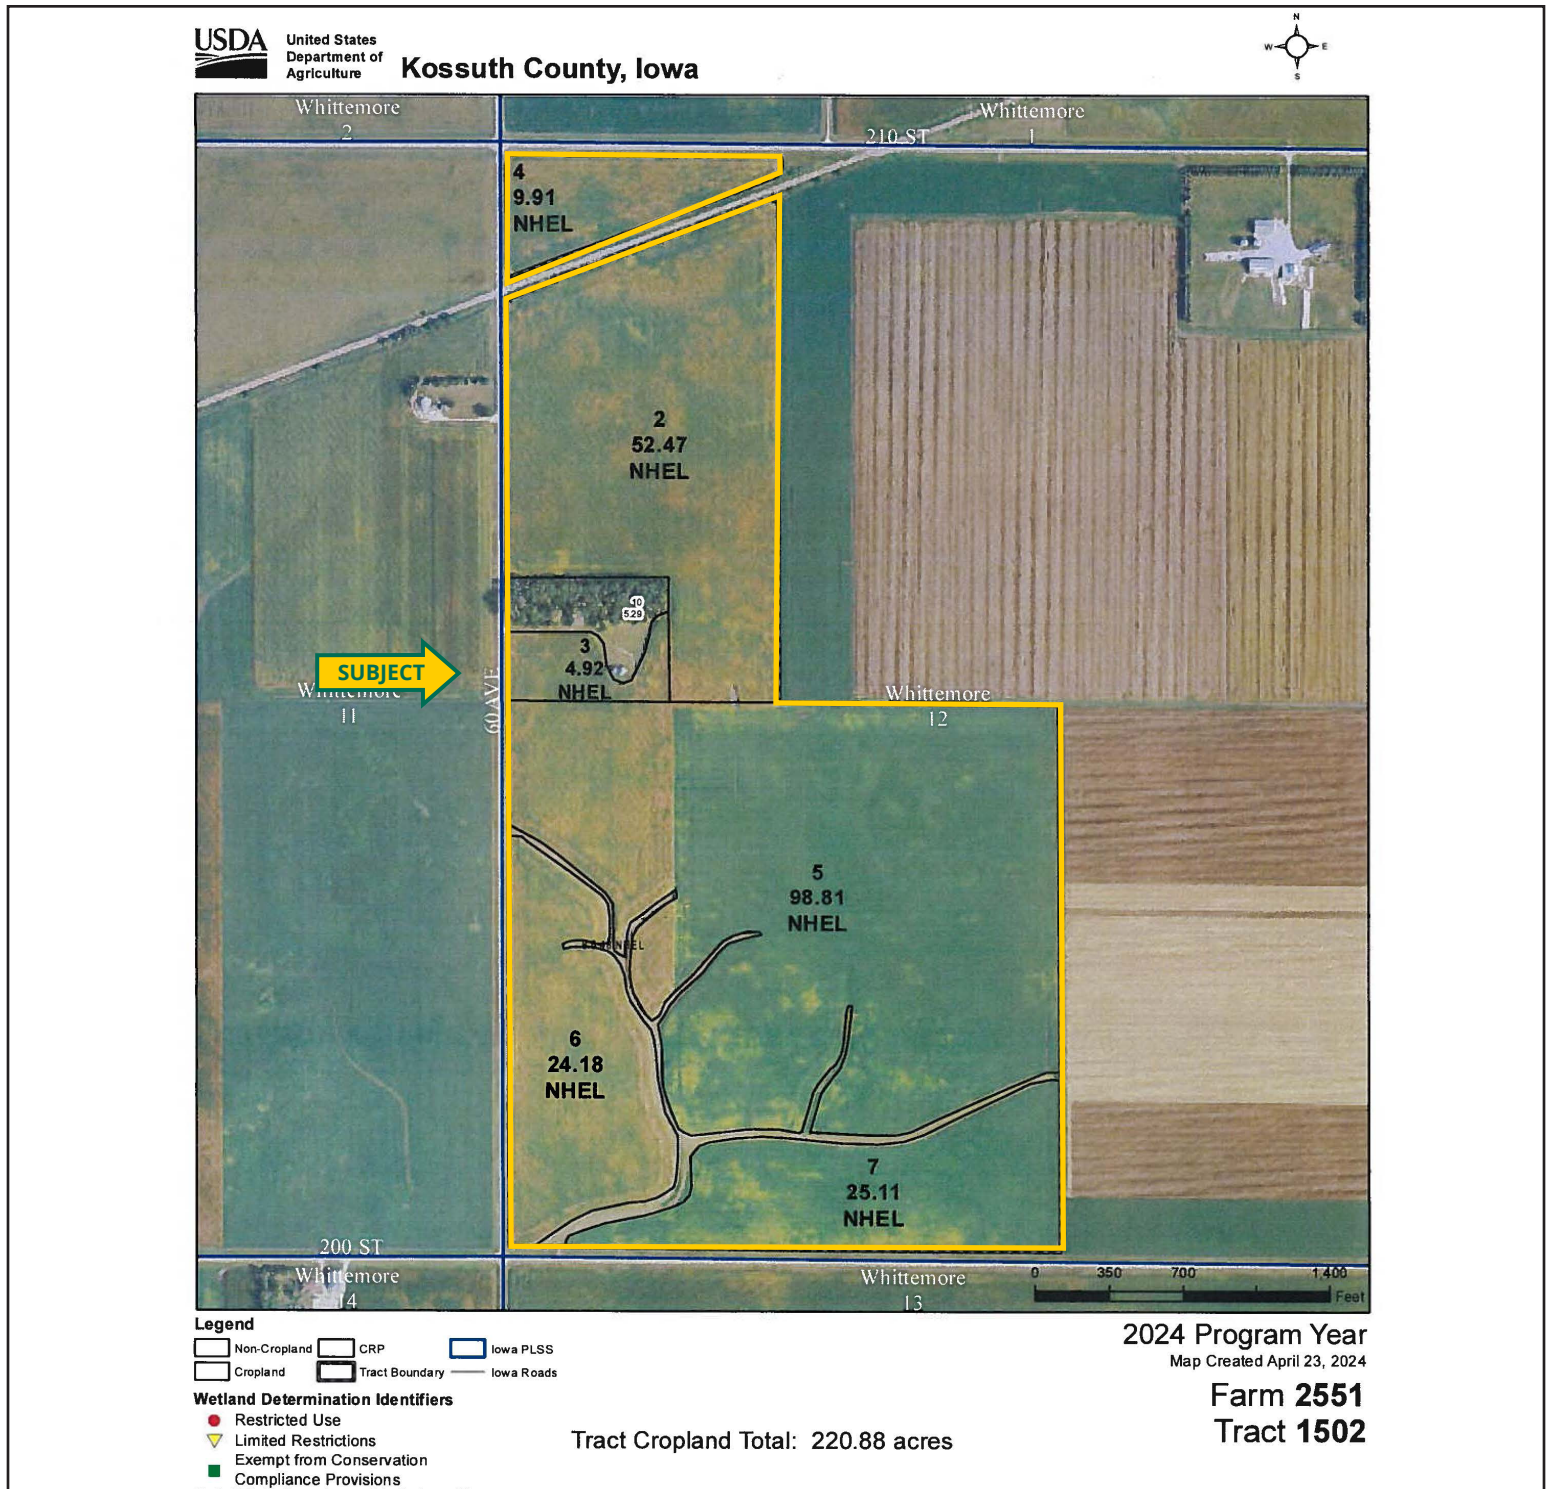 USDA
United States
Department of
Agriculture
Kossuth County, Iowa
N
W E
S
Whittemore
2
Whittemore
1
210 ST
4
9.91
NHEL
2
52.47
NHEL
10
5.29
3
4.92
NHEL
SUBJECT
Whittemore
11
60 AVE
Whittemore
12
5
98.81
NHEL
NHEL
6
24.18
NHEL
7
25.11
NHEL
200 ST
Whittemore
14
Whittemore
13
0 350 700 1,400
Feet
Legend
Non-Cropland CRP Iowa PLSS
Cropland Tract Boundary Iowa Roads
Wetland Determination Identifiers
Restricted Use
Limited Restrictions
Exempt from Conservation
Compliance Provisions
Tract Cropland Total: 220.88 acres
2024 Program Year
Map Created April 23, 2024
Farm 2551
Tract 1502